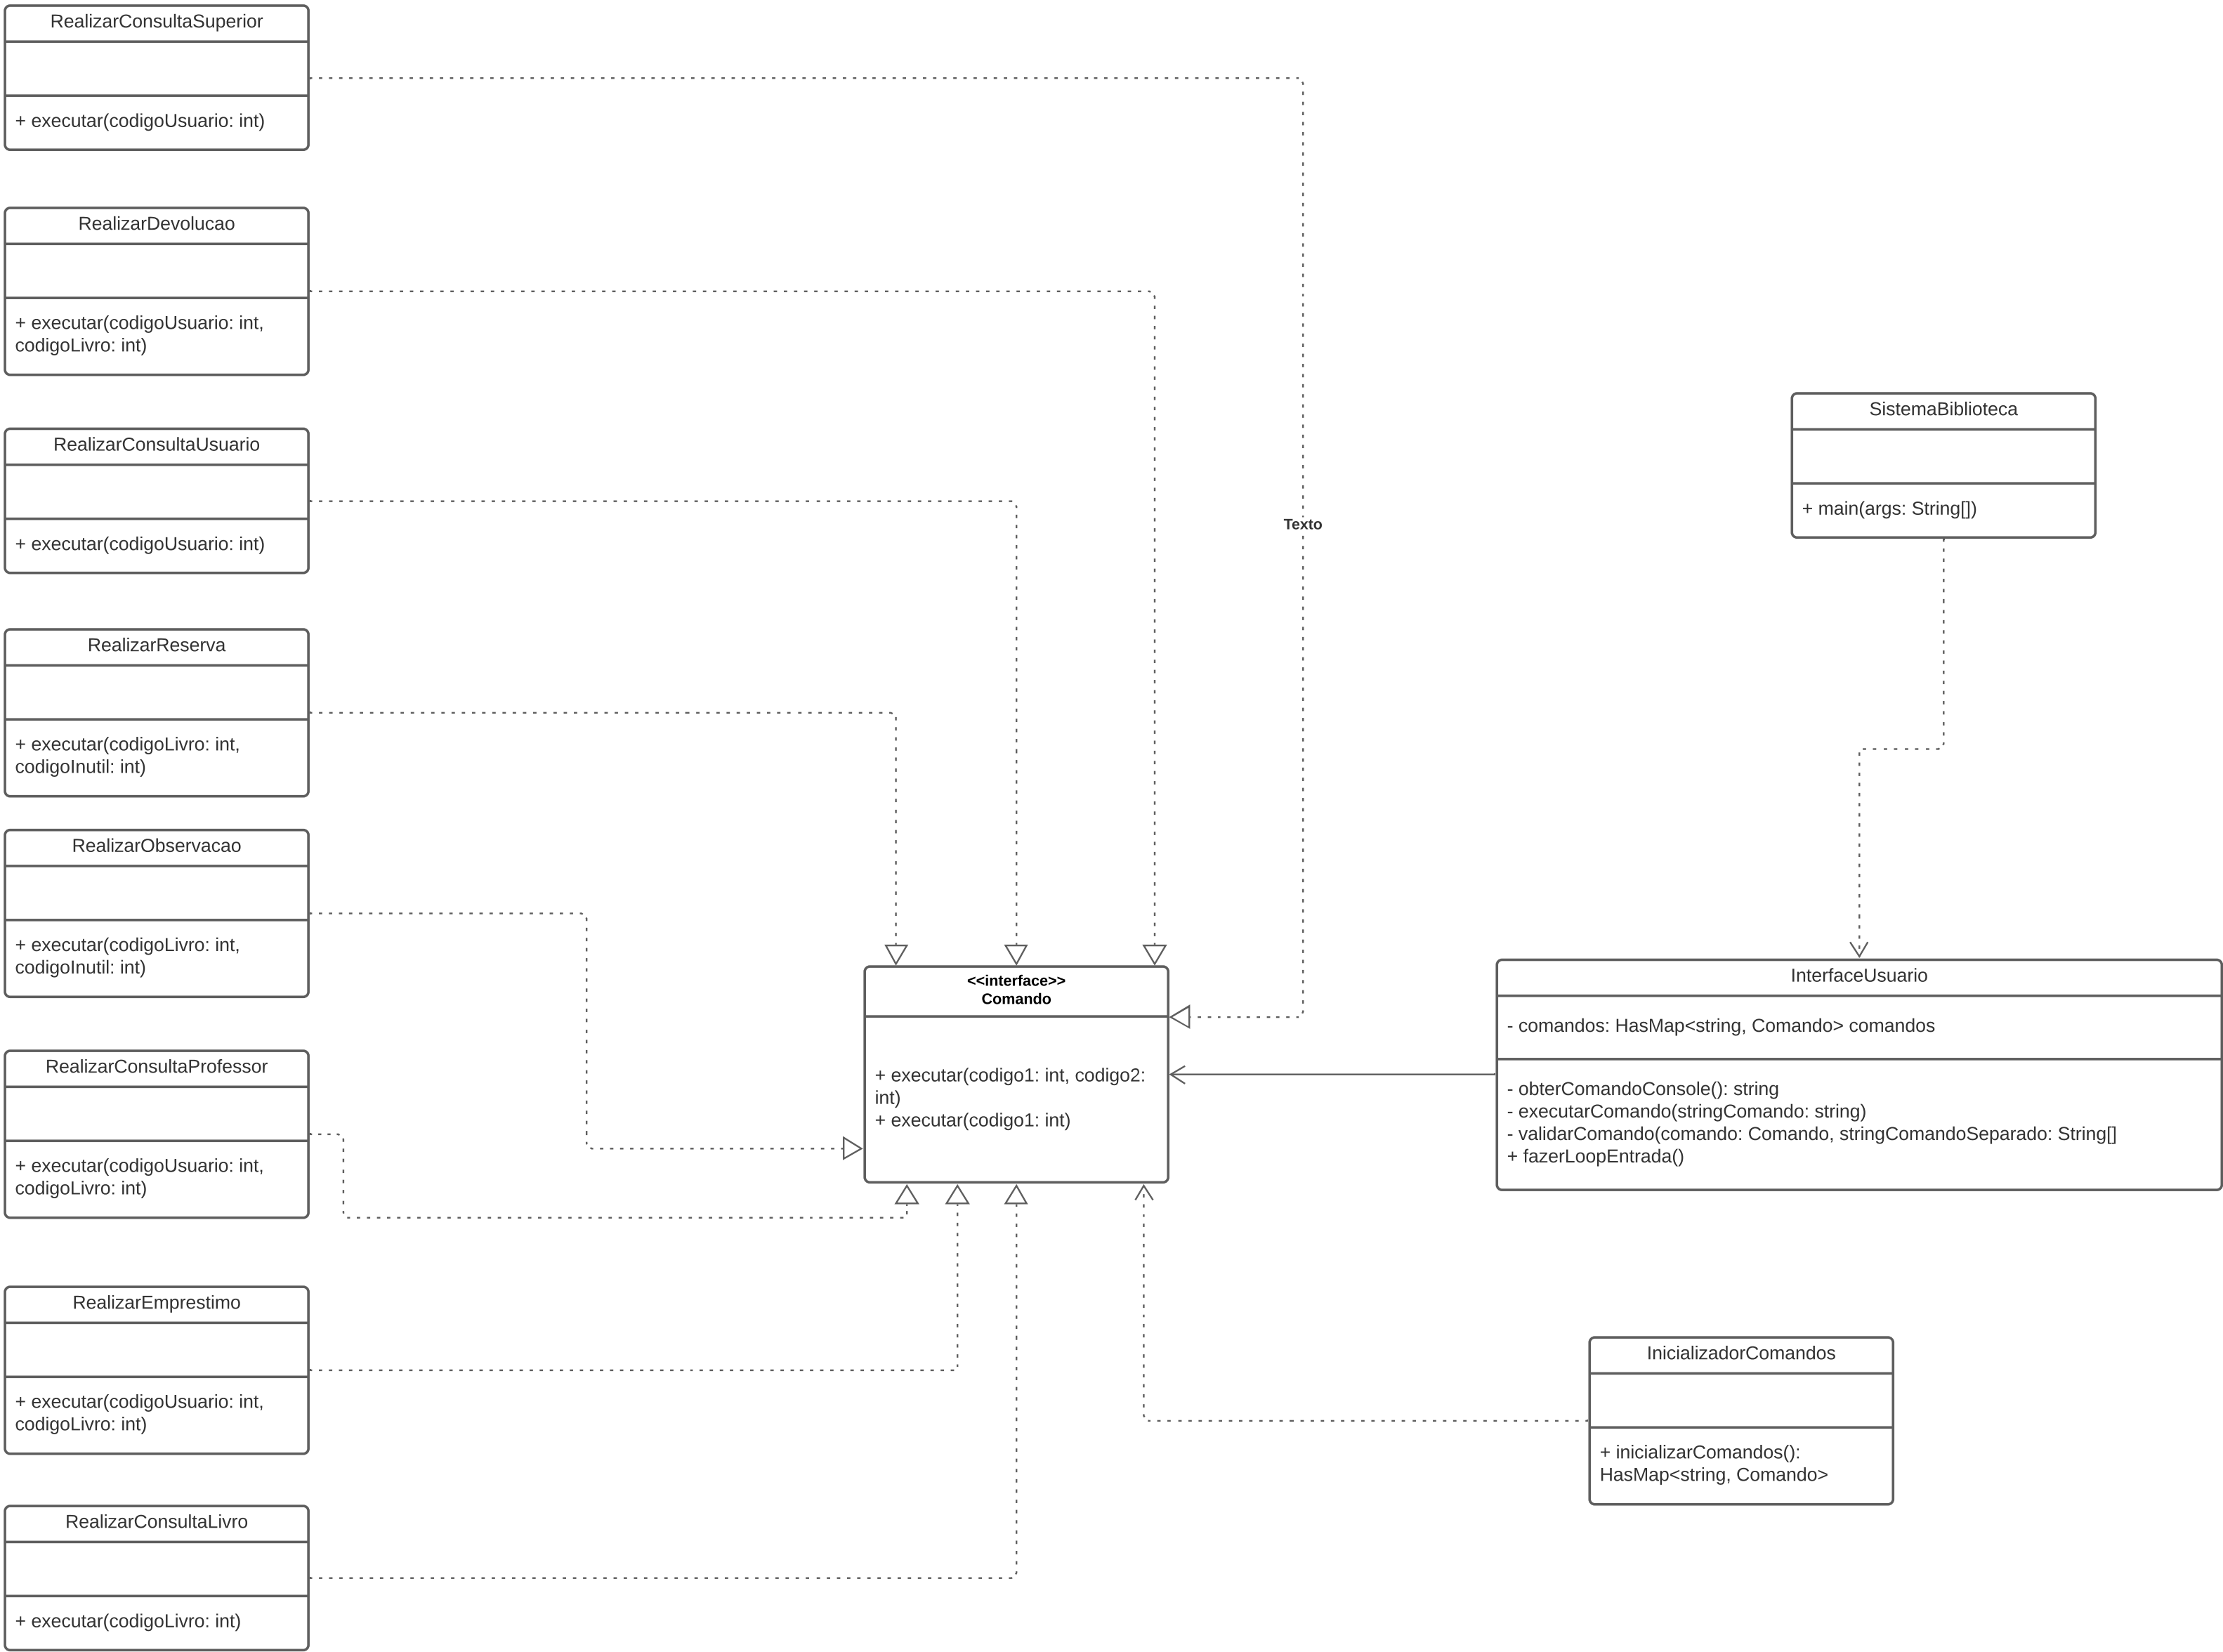 RealizarConsultaSuperior
+ executar(codigoUsuario: int)
RealizarDevolucao
+ executar(codigoUsuario: int,
codigoLivro: int)
RealizarConsultaUsuario
+ executar(codigoUsuario: int)
RealizarReserva
+ executar(codigoLivro: int,
codigoInutil: int)
RealizarObservacao
+ executar(codigoLivro: int,
codigoInutil: int)
RealizarConsultaProfessor
+ executar(codigoUsuario: int,
codigoLivro: int)
RealizarEmprestimo
+ executar(codigoUsuario: int,
codigoLivro: int)
RealizarConsultaLivro
+ executar(codigoLivro: int)
<<interface>>
Comando
+ executar(codigo1: int, codigo2:
int)
+ executar(codigo1: int)
Texto
SistemaBiblioteca
+ main(args: String[])
InterfaceUsuario
- comandos: HasMap<string, Comando> comandos
- obterComandoConsole(): string
- executarComando(stringComando: string)
- validarComando(comando: Comando, stringComandoSeparado: String[]
+ fazerLoopEntrada()
InicializadorComandos
+ inicializarComandos():
HasMap<string, Comando>